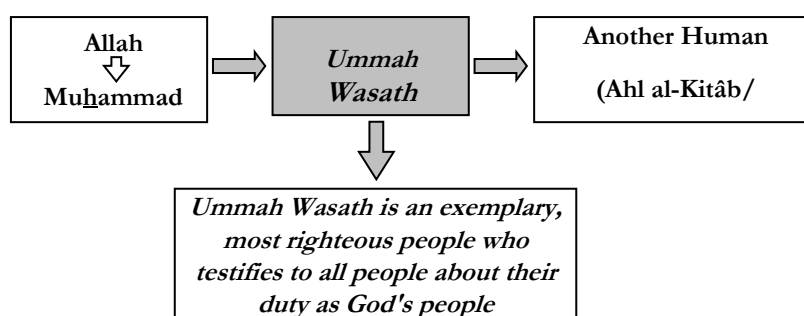 Allah
Muhammad
Ummah
Wasath
Another Human
(Ahl al-Kitâb/
Ummah Wasath is an exemplary,
most righteous people who
testifies to all people about their
duty as God's people